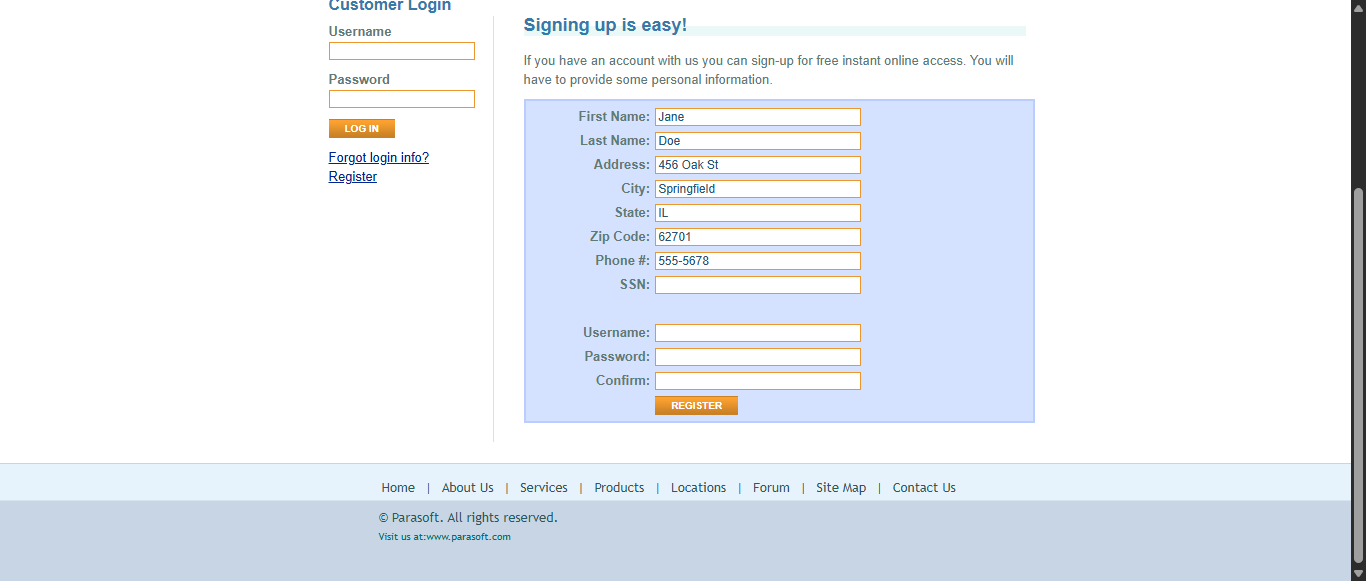 Customer Login
Username
Password
LOG IN
Forgot login info?
Register
Signing up is easy!
If you have an account with us you can sign-up for free instant online access. You will
have to provide some personal information.
First Name: Jane
Last Name: Doe
Address: 456 Oak St
City: Springfield
State: IL
Zip Code: 62701
Phone #: 555-5678
SSN:
Username:
Password:
Confirm:
REGISTER
Home | About Us | Services | Products | Locations | Forum | Site Map | Contact Us
© Parasoft. All rights reserved.
Visit us at:www.parasoft.com